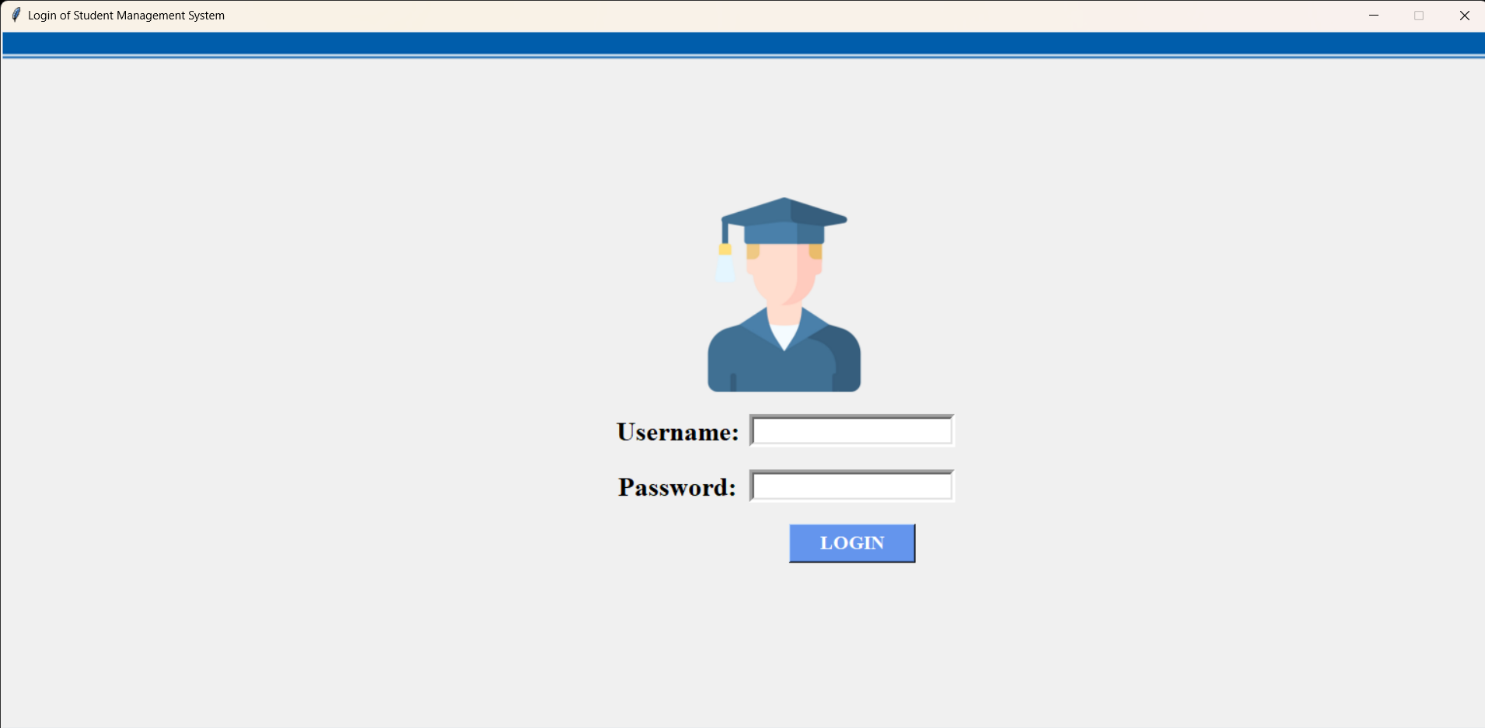 Login of Student Management System
Username:
Password:
LOGIN